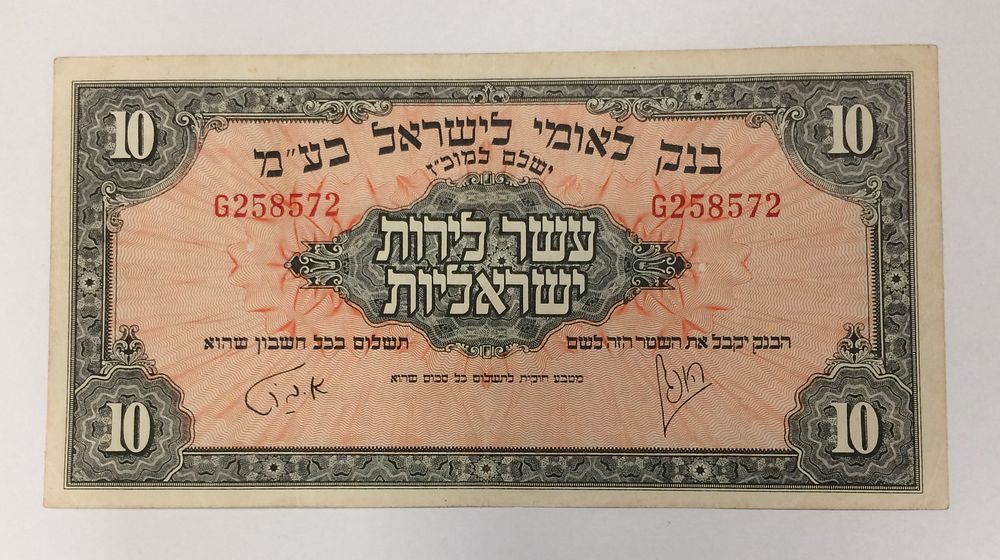 10 10
בנק לאומי לישראל בע״מ
ישלם למוכ״ז
G258572 G258572
עשר לירות
ישראליות
הבנק יקבל את השטר הזה לשם תשלום בכל חשבון שהוא
מטבע חוקית לתשלום כל סכום שהוא
10 10